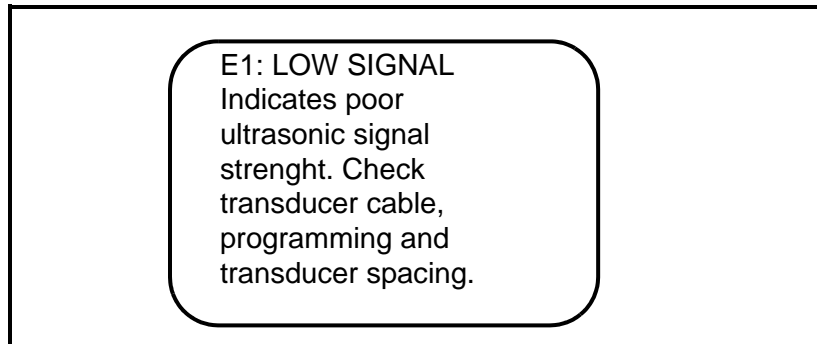 E1: LOW SIGNAL
Indicates poor
ultrasonic signal
strenght. Check
transducer cable,
programming and
transducer spacing.